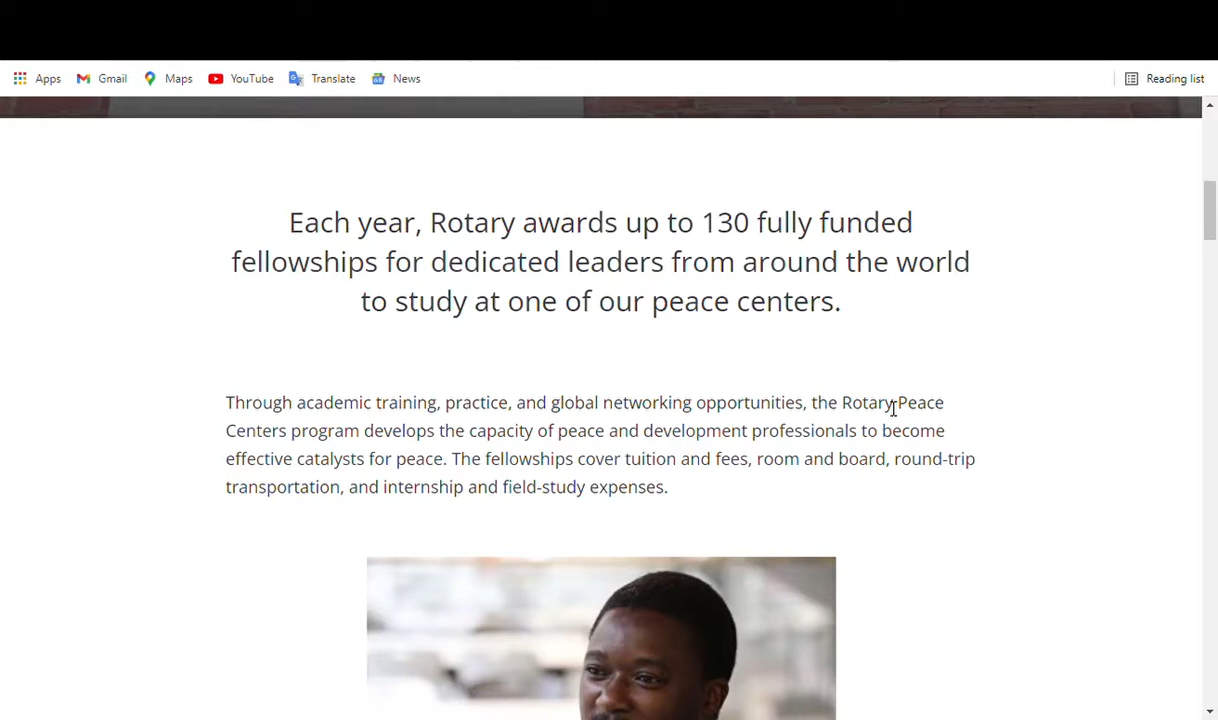 Apps Gmail Maps YouTube Translate News Reading list
Each year, Rotary awards up to 130 fully funded
fellowships for dedicated leaders from around the world
to study at one of our peace centers.
Through academic training, practice, and global networking opportunities, the Rotary Peace
Centers program develops the capacity of peace and development professionals to become
effective catalysts for peace. The fellowships cover tuition and fees, room and board, round-trip
transportation, and internship and field-study expenses.